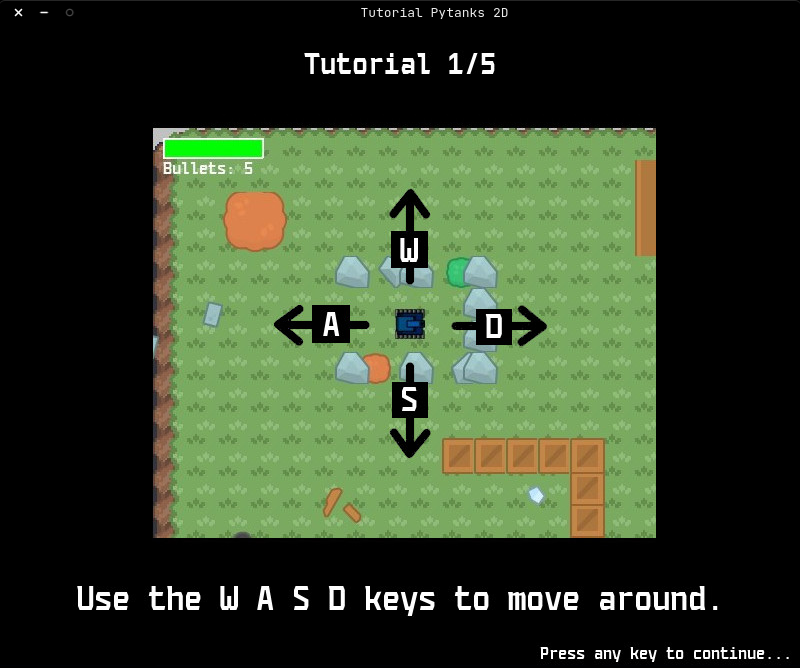 Tutorial Pytanks 2D
Tutorial 1/5
Bullets: 5
W
A
D
S
Use the W A S D keys to move around.
Press any key to continue...